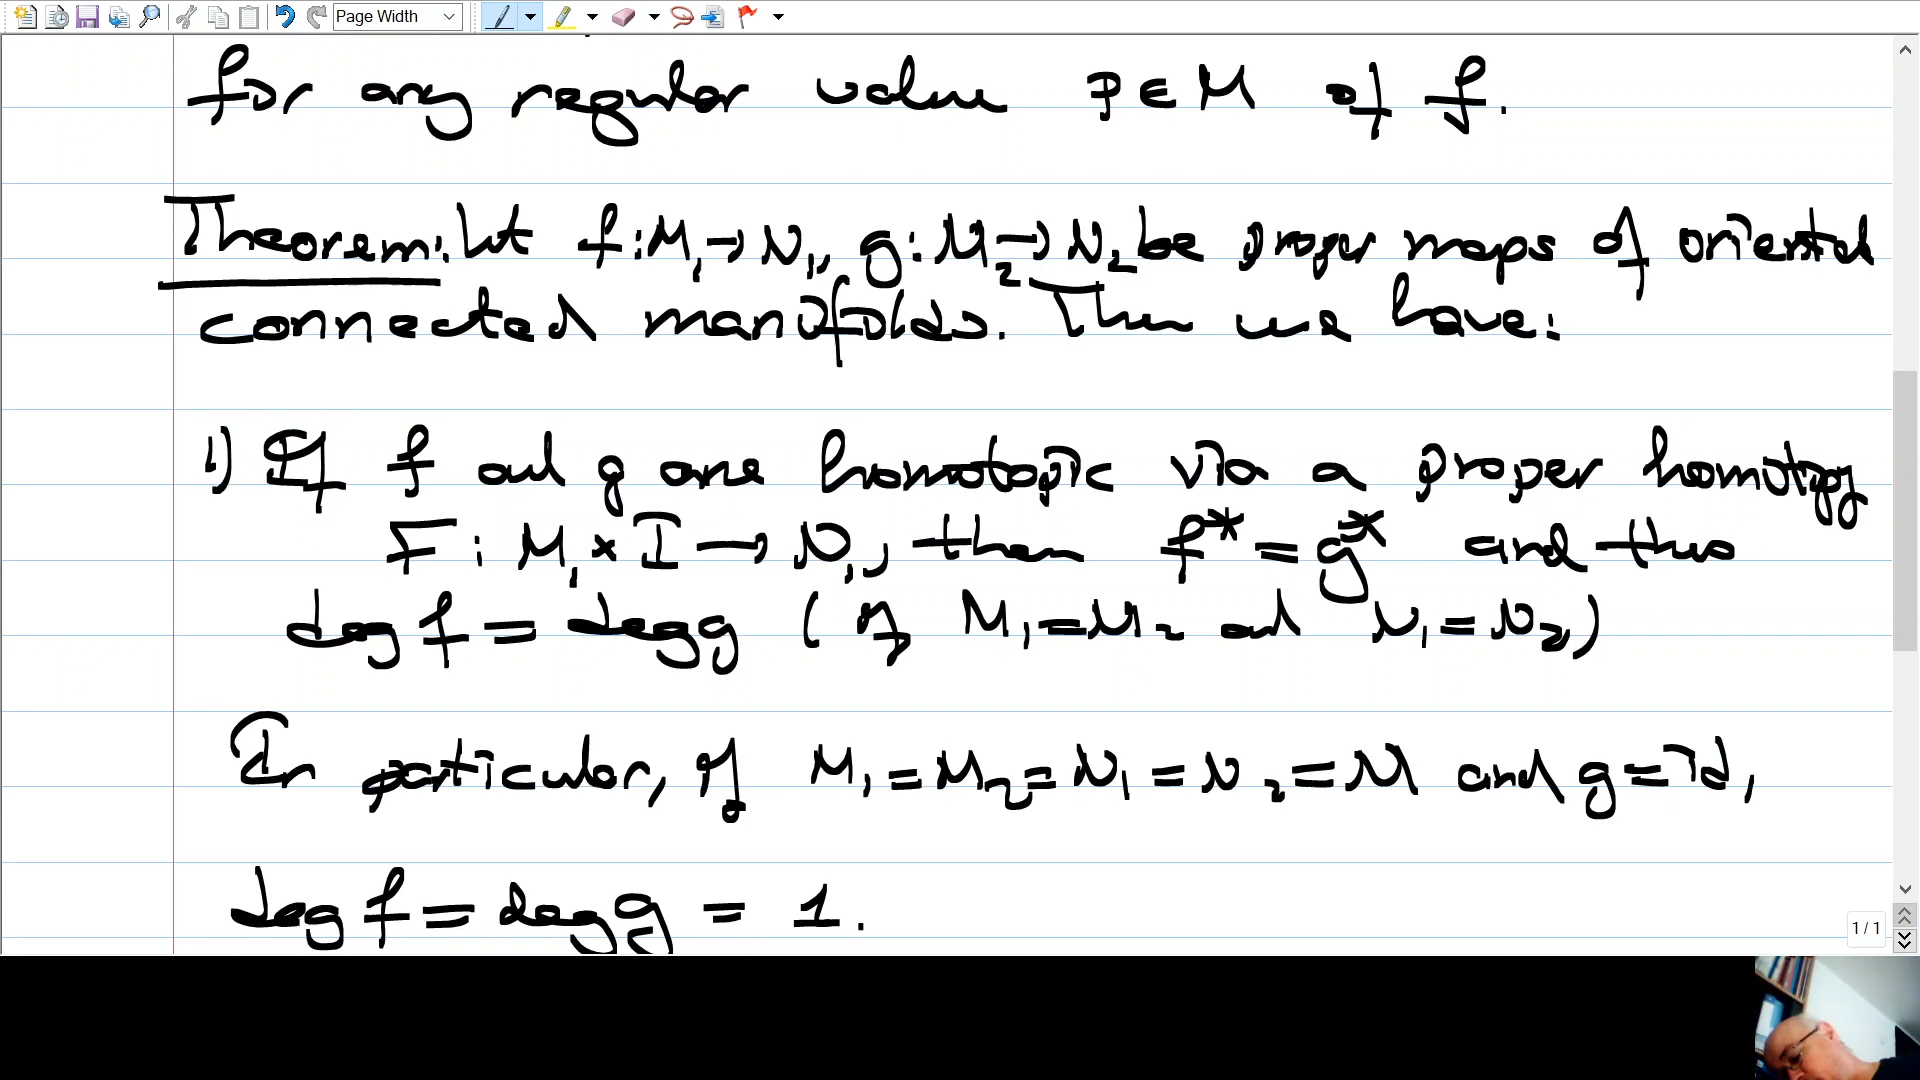 Page Width
for any regular value p ∈ M of f.
Theorem: Let f: M₁ → N₁, g: M₂ → N₂ be proper maps of oriented
connected manifolds. Then we have:
1) If f and g are homotopic via a proper homotopy
F: M₁ × I → N₁, then f* = g* and thus
deg f = deg g (if M₁ = M₂ and N₁ = N₂)
In particular, if M₁ = M₂ = N₁ = N₂ = M and g = id,
deg f = deg g = 1.
1 / 1